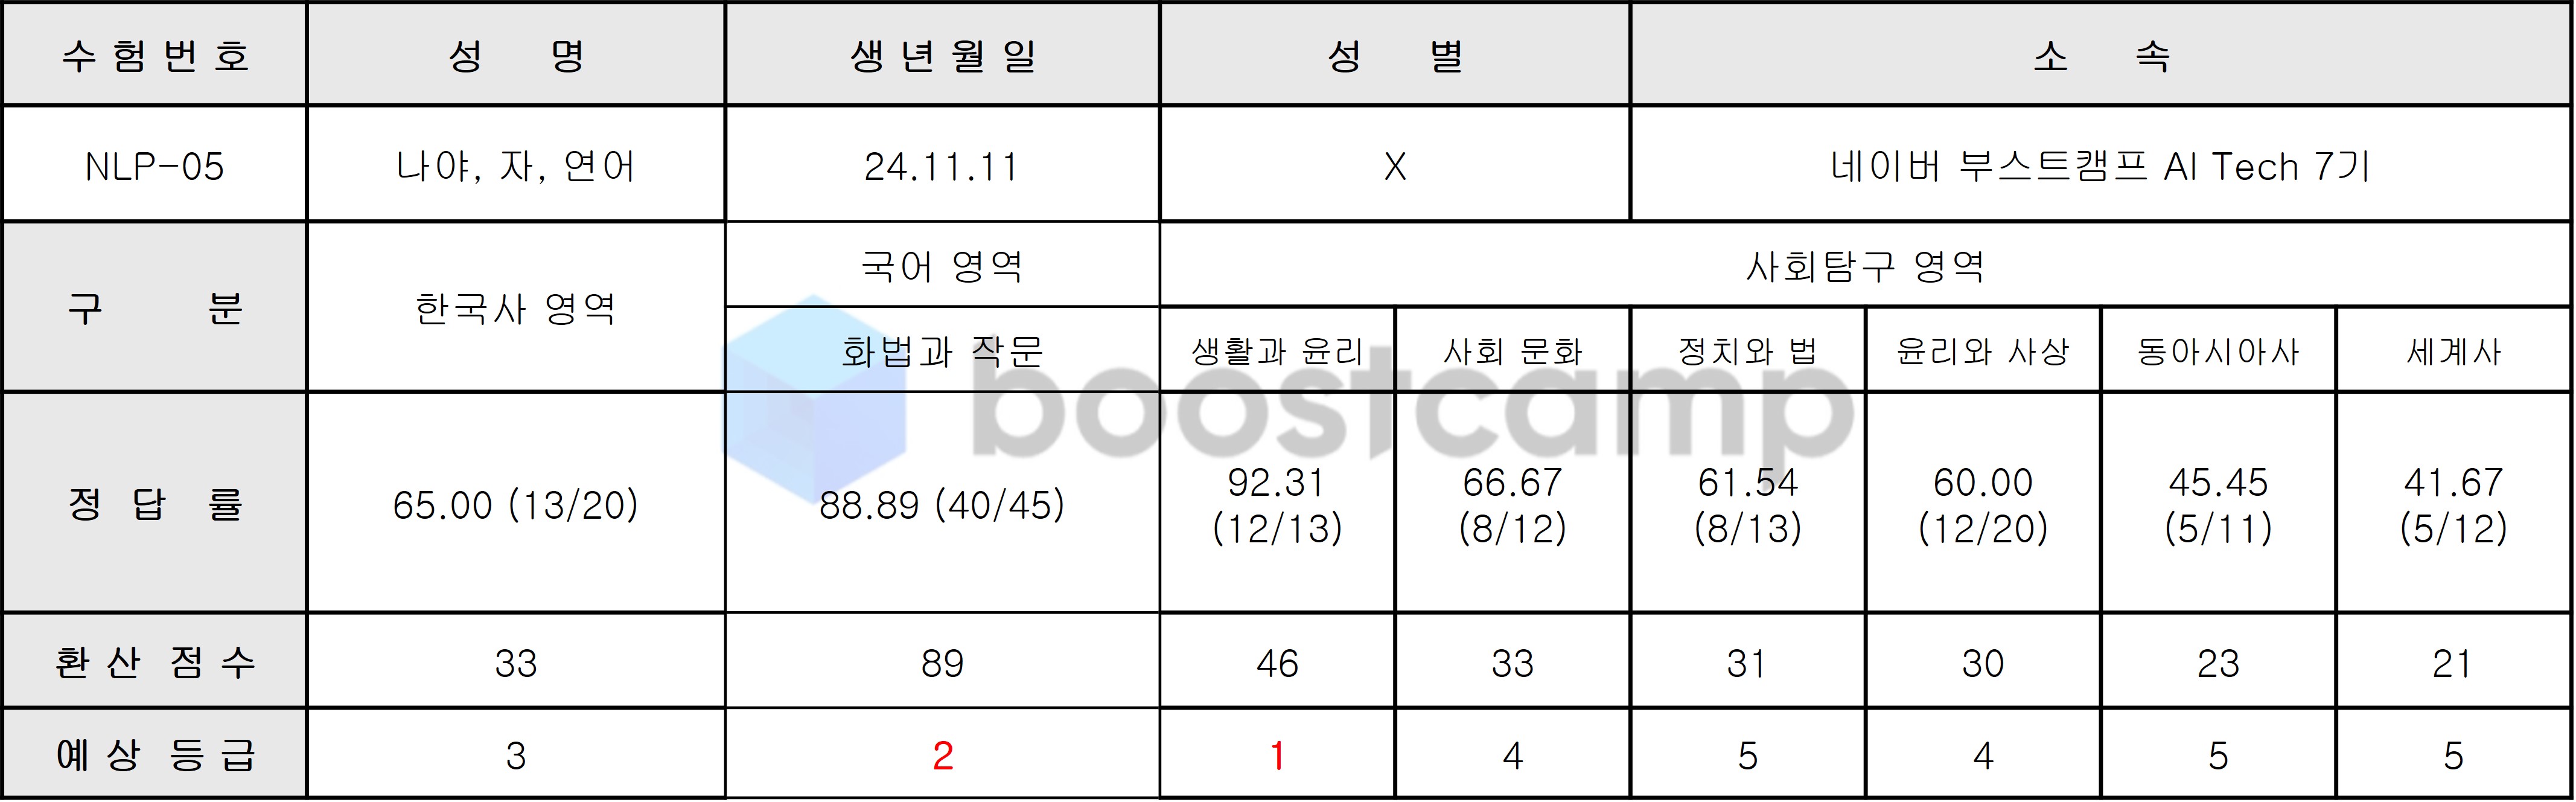 수험번호 성 명 생년월일 성 별 소 속
NLP-05 나야, 자, 연어 24.11.11 X 네이버 부스트캠프 AI Tech 7기
구 분 한국사 영역 국어 영역 사회탐구 영역
화법과 작문 생활과 윤리 사회 문화 정치와 법 윤리와 사상 동아시아사 세계사
boostcamp
정 답 률 65.00 (13/20) 88.89 (40/45) 92.31 (12/13) 66.67 (8/12) 61.54 (8/13) 60.00 (12/20) 45.45 (5/11) 41.67 (5/12)
환 산 점 수 33 89 46 33 31 30 23 21
예 상 등 급 3 2 1 4 5 4 5 5